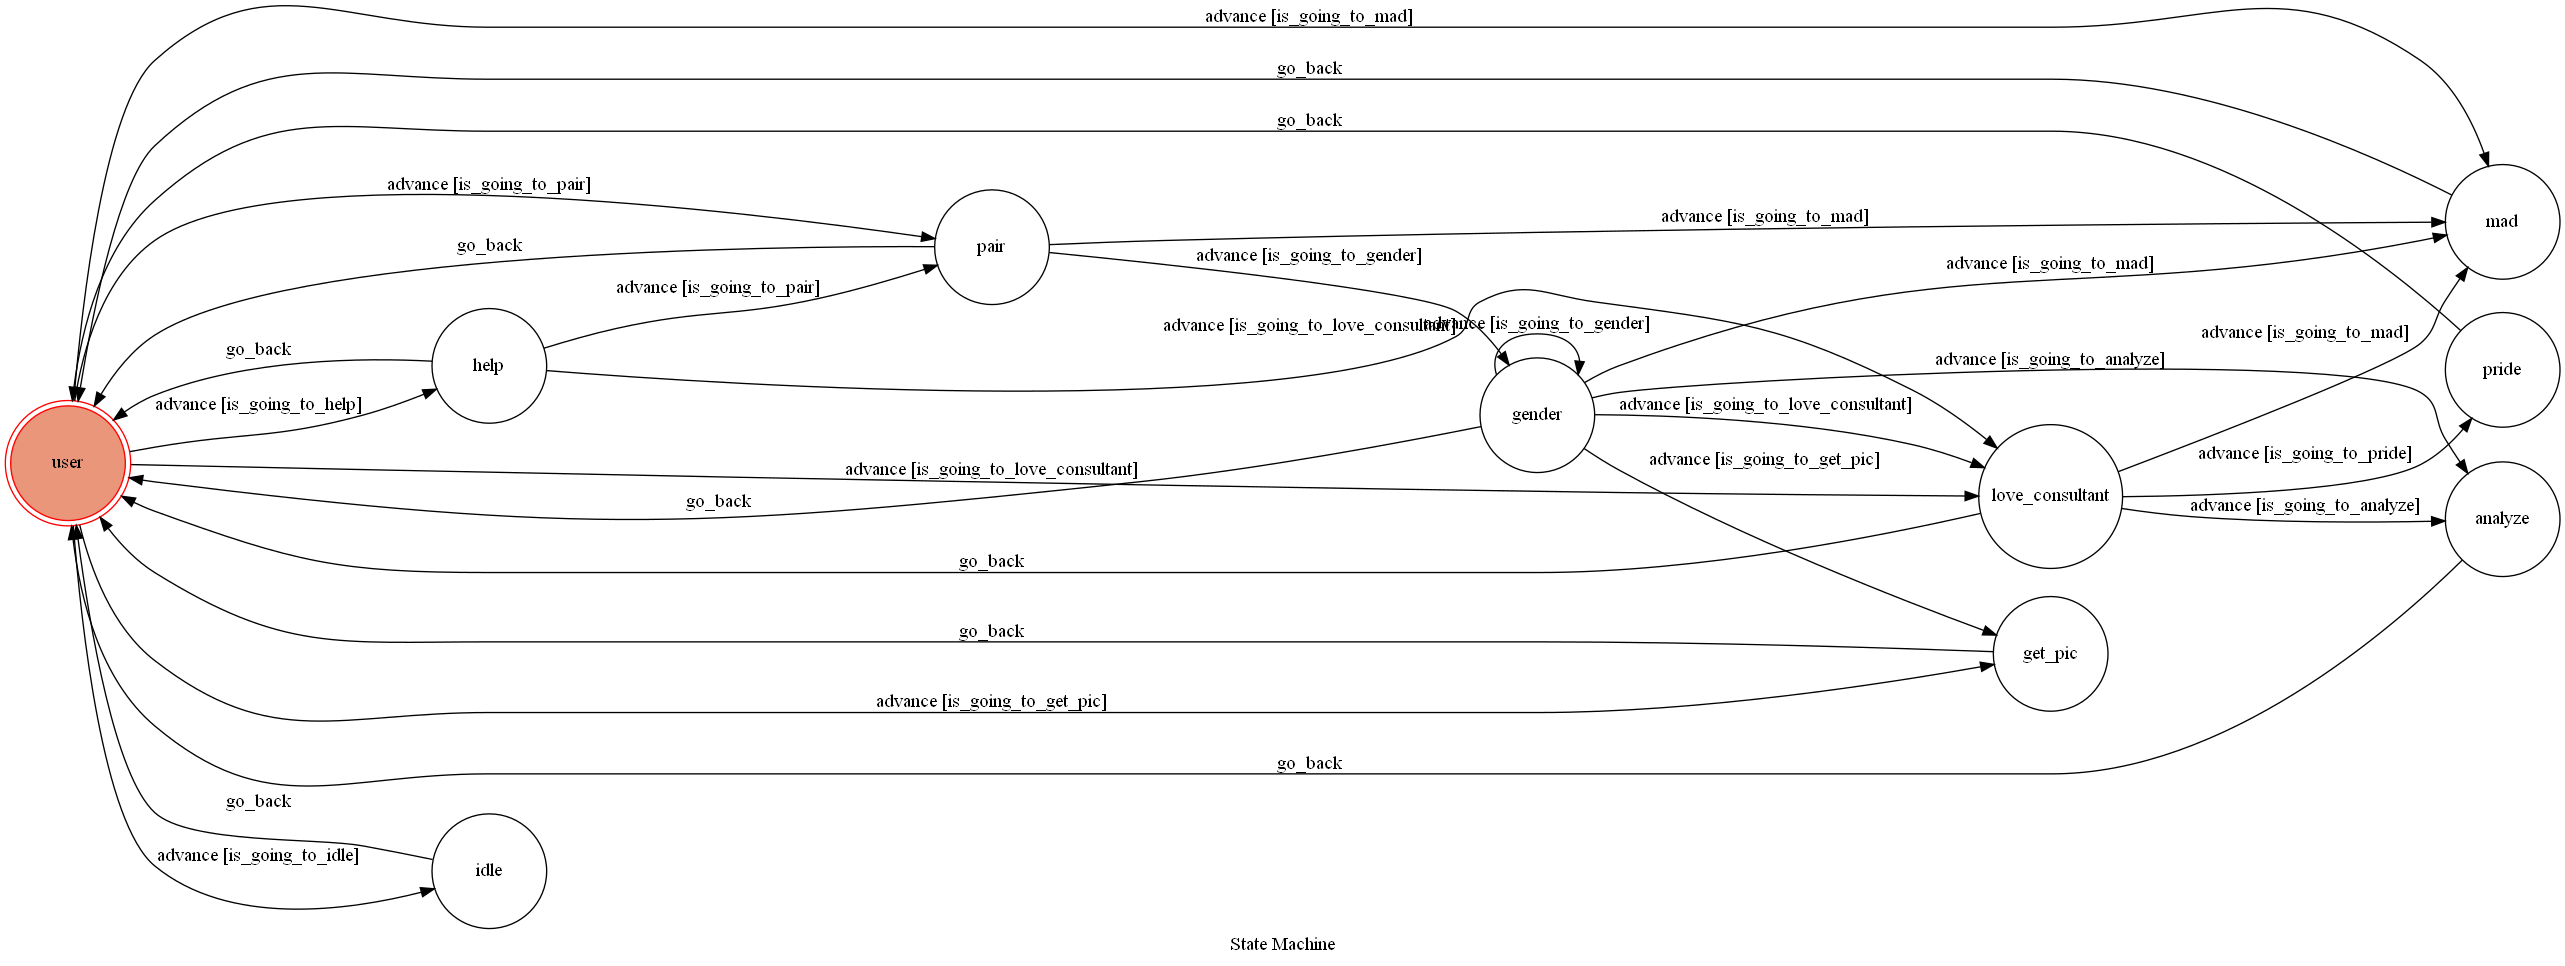 advance [is_going_to_mad]
go_back
go_back
advance [is_going_to_pair]
go_back
advance [is_going_to_pair]
pair
advance [is_going_to_mad]
advance [is_going_to_gender]
advance [is_going_to_mad]
mad
go_back
help
advance [is_going_to_help]
advance [is_going_to_love_consultant]
advance [is_going_to_gender]
advance [is_going_to_mad]
advance [is_going_to_analyze]
pride
gender
advance [is_going_to_love_consultant]
user
advance [is_going_to_love_consultant]
go_back
advance [is_going_to_get_pic]
advance [is_going_to_pride]
love_consultant
advance [is_going_to_analyze]
analyze
go_back
go_back
get_pic
advance [is_going_to_get_pic]
go_back
go_back
advance [is_going_to_idle]
idle
State Machine